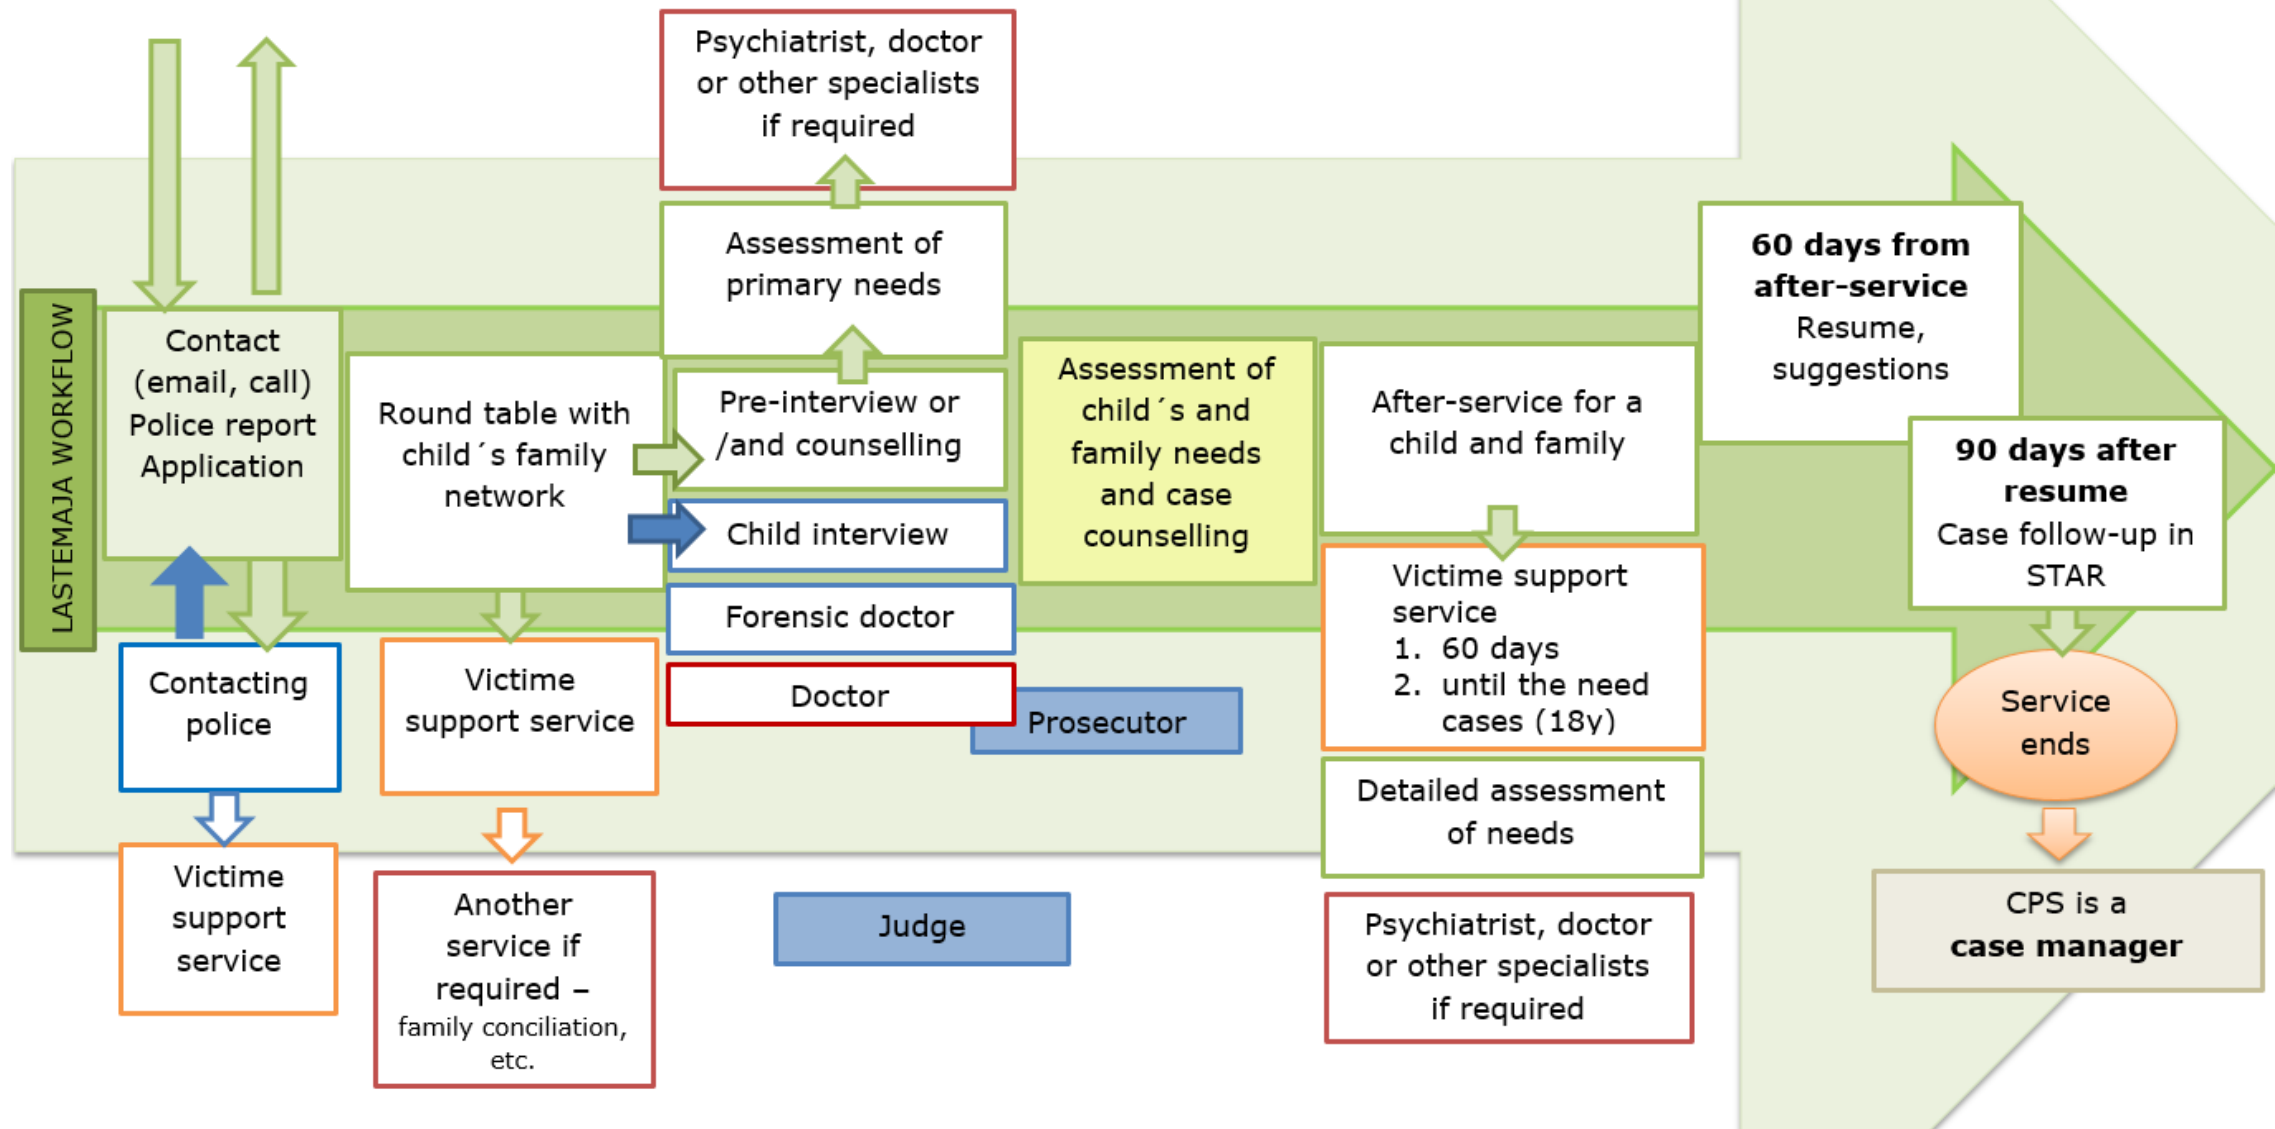 LASTEMAJA WORKFLOW
Contact
(email, call)
Police report
Application
Contacting
police
Victime
support
service
Round table with
child´s family
network
Victime
support service
Another
service if
required –
family conciliation,
etc.
Psychiatrist, doctor
or other specialists
if required
Assessment of
primary needs
Pre-interview or
/and counselling
Child interview
Forensic doctor
Doctor
Prosecutor
Judge
Assessment of
child´s and
family needs
and case
counselling
After-service for a
child and family
Victime support
service
1. 60 days
2. until the need
cases (18y)
Detailed assessment
of needs
Psychiatrist, doctor
or other specialists
if required
60 days from
after-service
Resume,
suggestions
90 days after
resume
Case follow-up in
STAR
Service
ends
CPS is a
case manager